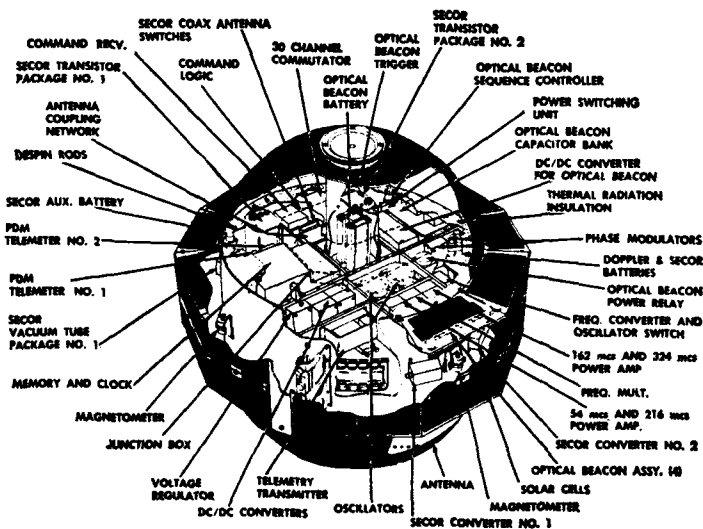 SECOR COAX ANTENNA
SWITCHES
COMMAND RECV.
SECOR TRANSISTOR
PACKAGE NO. 1
COMMAND
LOGIC
30 CHANNEL
COMMUTATOR
OPTICAL
BEACON
BATTERY
OPTICAL
BEACON
TRIGGER
SECOR
TRANSISTOR
PACKAGE NO. 2
OPTICAL BEACON
SEQUENCE CONTROLLER
POWER SWITCHING
UNIT
OPTICAL BEACON
CAPACITOR BANK
DC/DC CONVERTER
FOR OPTICAL BEACON
THERMAL RADIATION
INSULATION
PHASE MODULATORS
DOPPLER & SECOR
BATTERIES
OPTICAL BEACON
POWER RELAY
FREQ. CONVERTER AND
OSCILLATOR SWITCH
162 mcs AND 324 mcs
POWER AMP
FREQ. MULT.
54 mcs AND 216 mcs
POWER AMP.
SECOR CONVERTER NO. 2
OPTICAL BEACON ASSY. (4)
SOLAR CELLS
MAGNETOMETER
SECOR CONVERTER NO. 1
ANTENNA
OSCILLATORS
TELEMETRY
TRANSMITTER
DC/DC CONVERTERS
VOLTAGE
REGULATOR
JUNCTION BOX
MAGNETOMETER
MEMORY AND CLOCK
SECOR
VACUUM TUBE
PACKAGE NO. 1
PDM
TELEMETER NO. 1
PDM
TELEMETER NO. 2
SECOR AUX. BATTERY
DESPIN RODS
ANTENNA
COUPLING
NETWORK